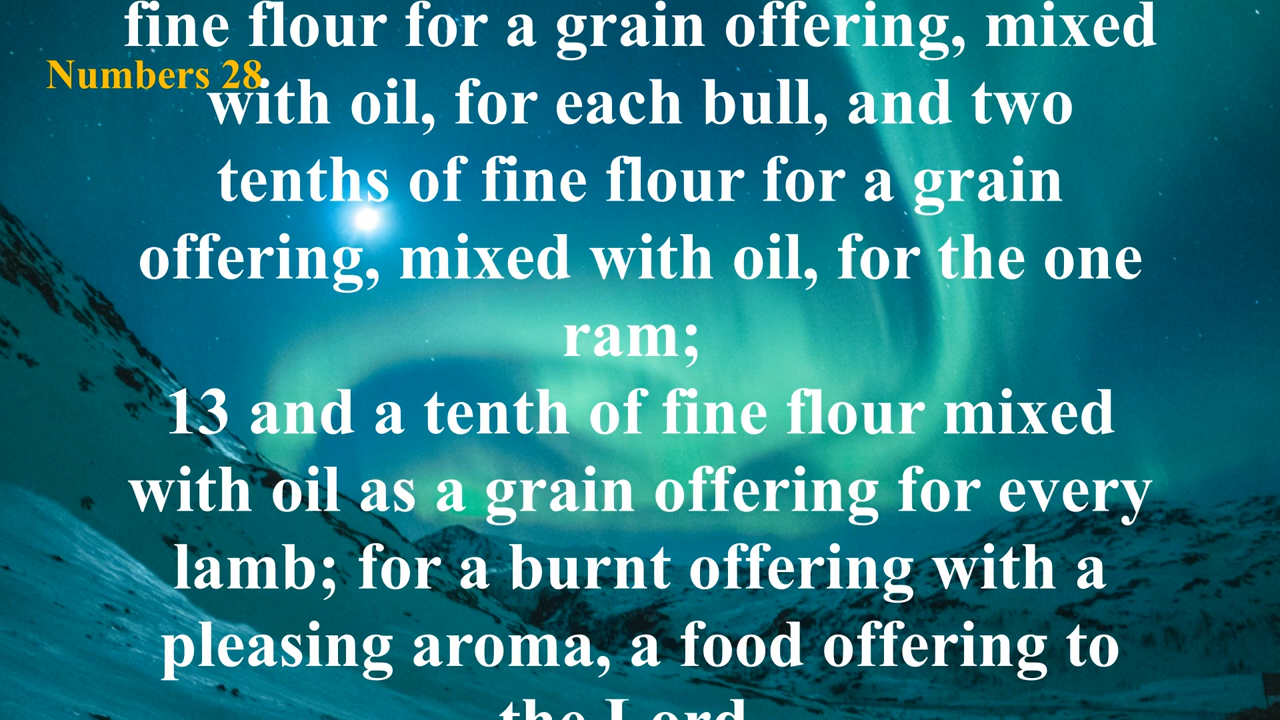 fine flour for a grain offering, mixed
Numbers 28
with oil, for each bull, and two
tenths of fine flour for a grain
offering, mixed with oil, for the one
ram;
13 and a tenth of fine flour mixed
with oil as a grain offering for every
lamb; for a burnt offering with a
pleasing aroma, a food offering to
the Lord